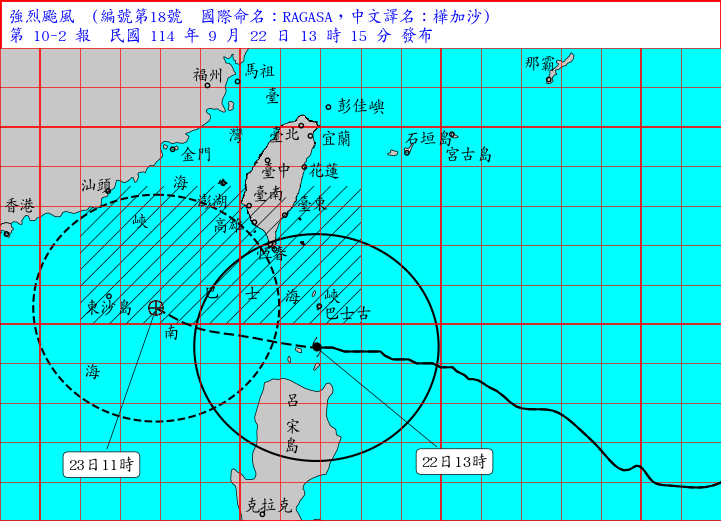 強烈颱風 (編號第18號 國際命名：RAGASA，中文譯名：樺加沙)
第 10-2 報 民國 114 年 9 月 22 日 13 時 15 分 發布
那霸
馬祖
福州
臺
彭佳嶼
灣
臺北
宜蘭
石垣島
宮古島
金門
臺中
花蓮
汕頭
海
臺南
香港
澎湖
臺東
峽
高雄
恆春
巴
士
海
峽
東沙島
巴士古
南
海
呂
宋
島
23日11時
22日13時
克拉克